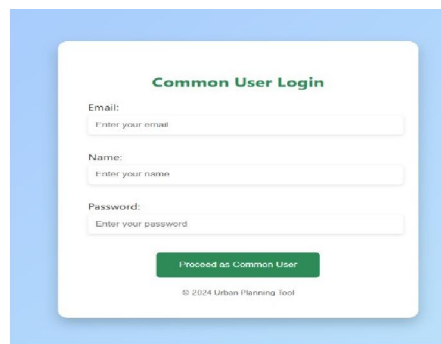 Common User Login
Email:
Enter your email
Name:
Enter your name
Password:
Enter your password
Proceed as Common User
© 2024 Urban Planning Tool